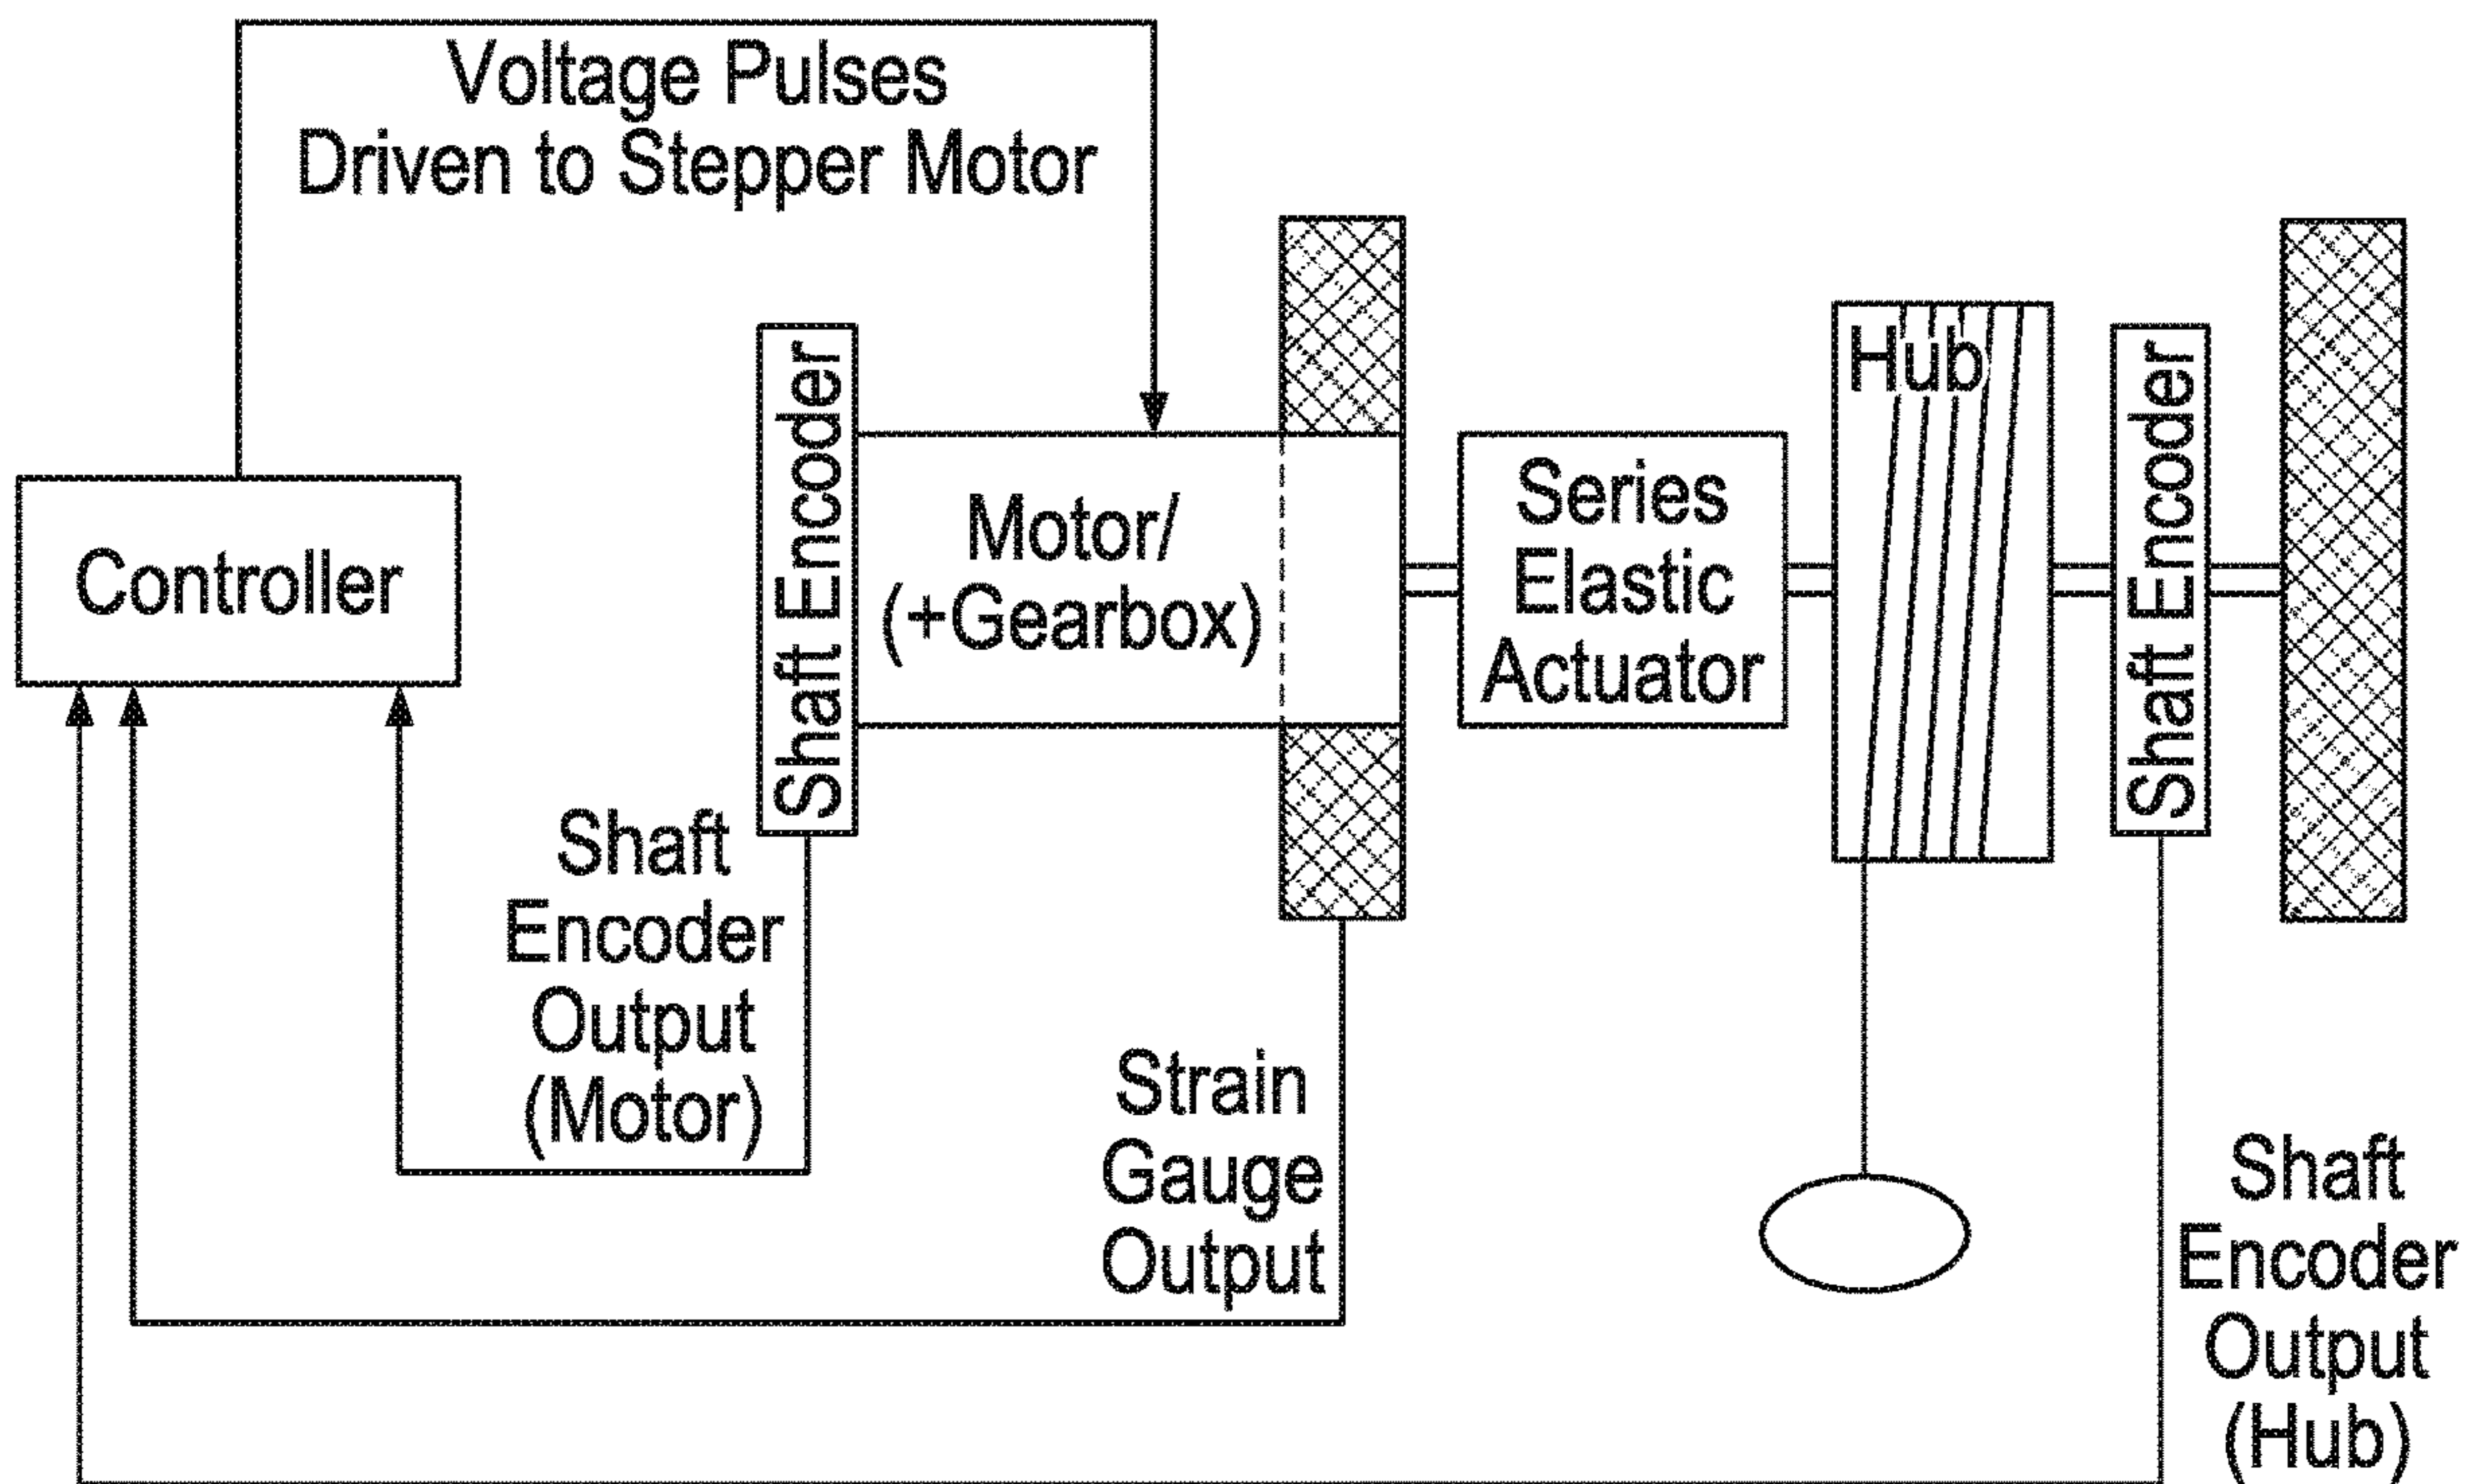 Voltage Pulses
Driven to Stepper Motor
Controller
Shaft Encoder
Motor/
(+Gearbox)
Series
Elastic
Actuator
Hub
Shaft Encoder
Shaft
Encoder
Output
(Motor)
Strain
Gauge
Output
Shaft
Encoder
Output
(Hub)